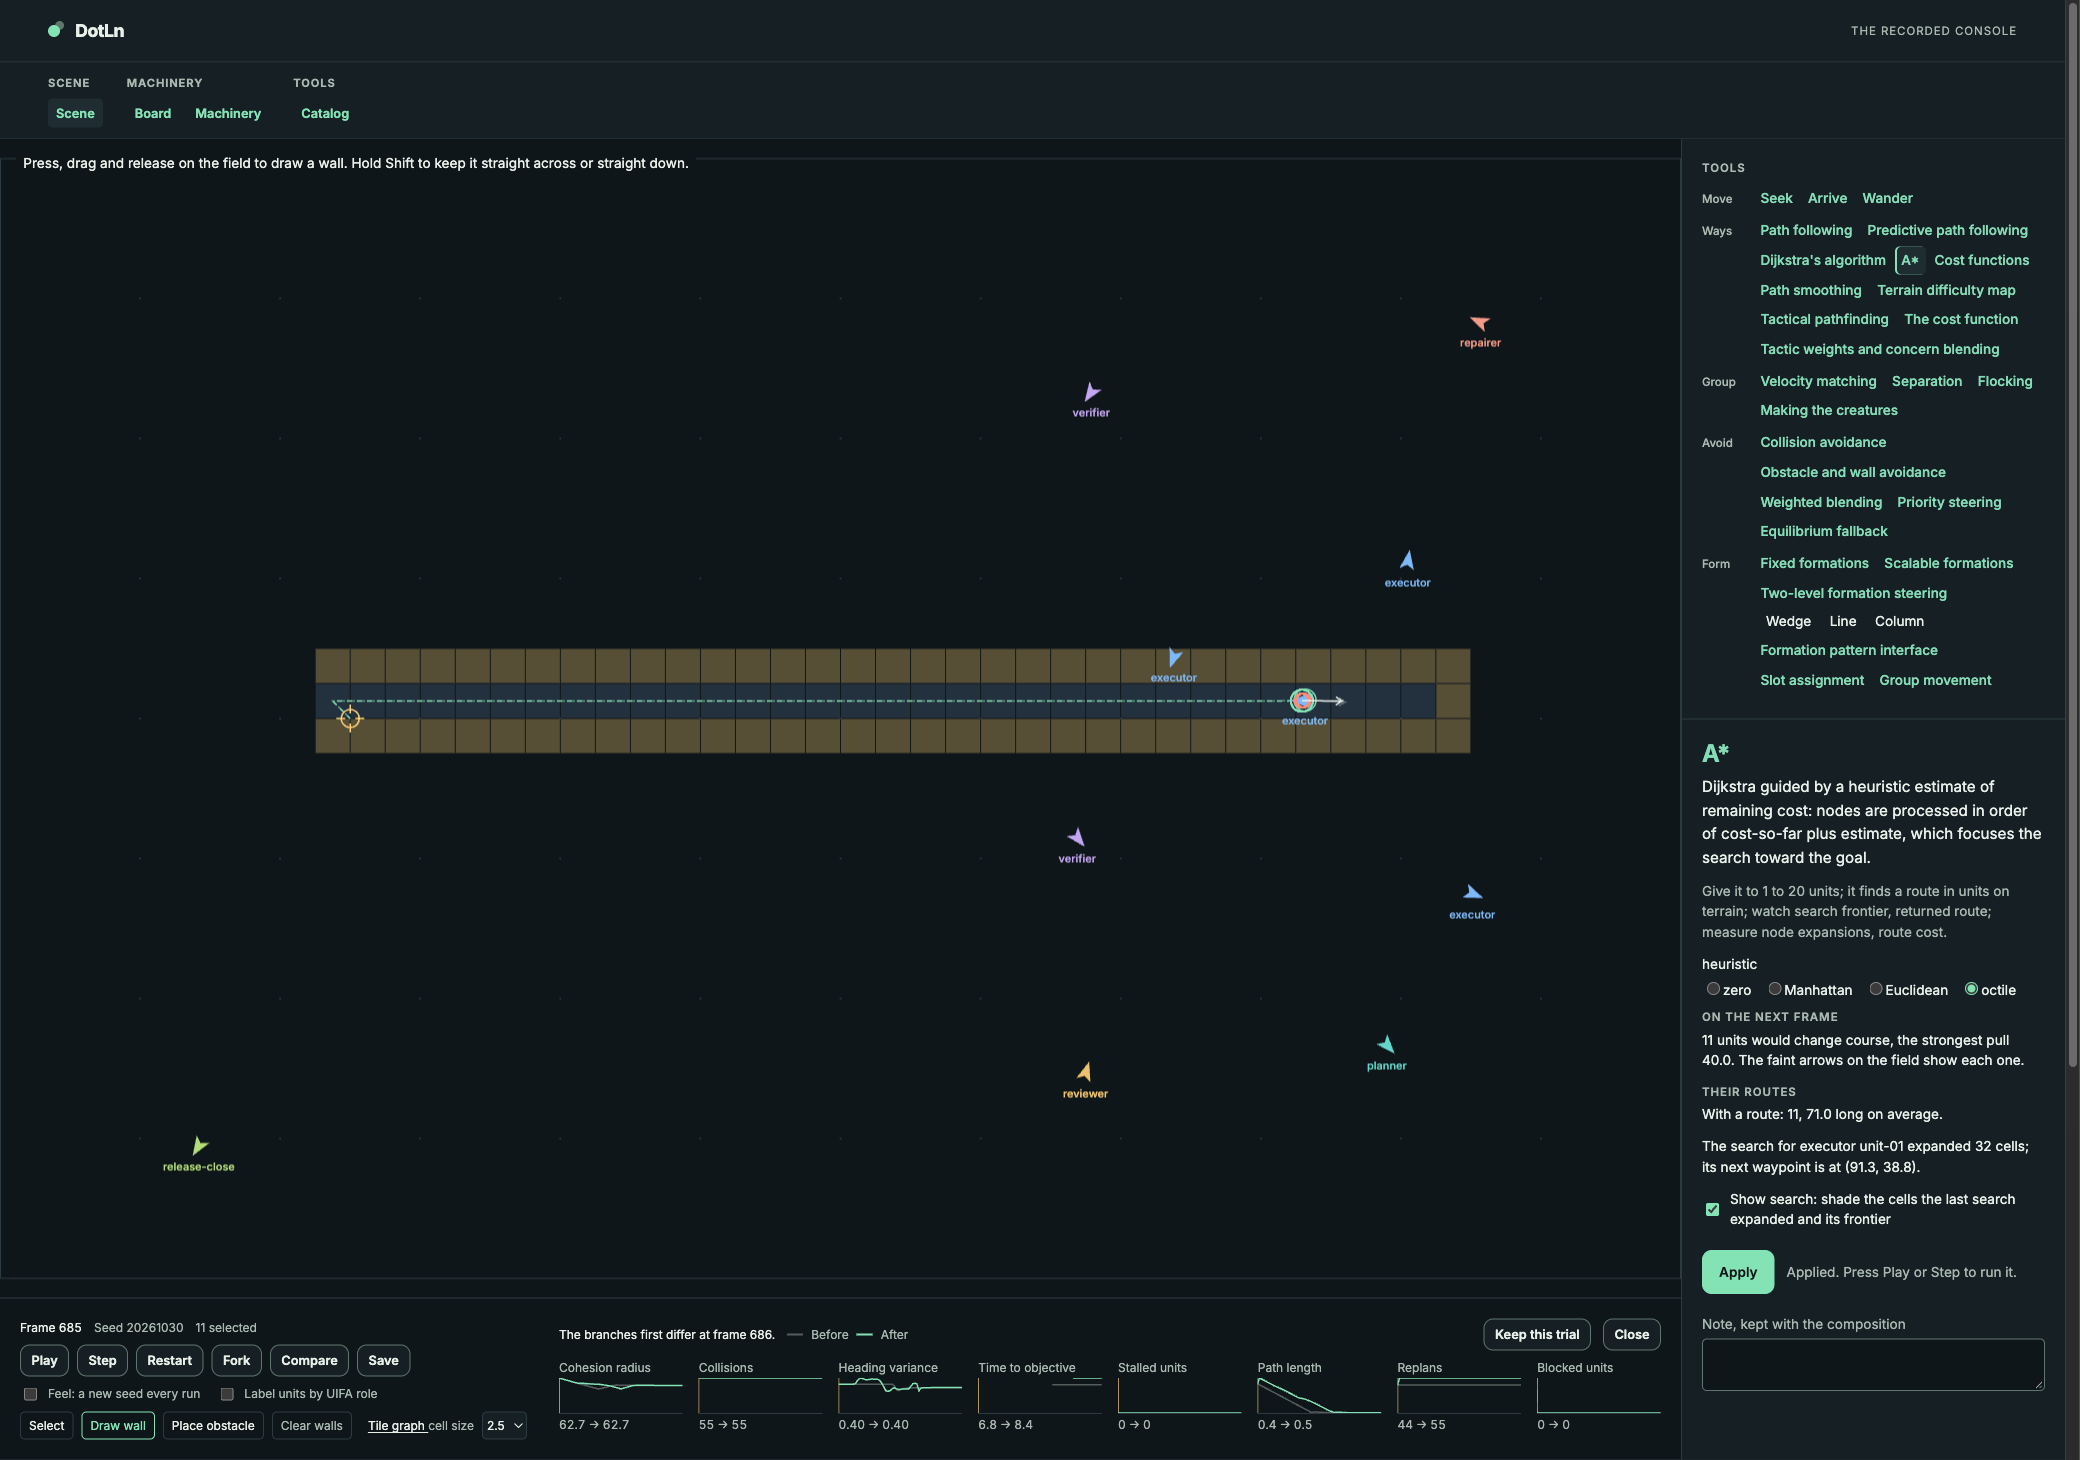 DotLn
THE RECORDED CONSOLE
SCENE MACHINERY TOOLS
Scene Board Machinery Catalog
Press, drag and release on the field to draw a wall. Hold Shift to keep it straight across or straight down.
repairer
verifier
executor
executor
executor
verifier
executor
planner
reviewer
release-close
TOOLS
Move Seek Arrive Wander
Ways Path following Predictive path following
Dijkstra's algorithm A* Cost functions
Path smoothing Terrain difficulty map
Tactical pathfinding The cost function
Tactic weights and concern blending
Group Velocity matching Separation Flocking
Making the creatures
Avoid Collision avoidance
Obstacle and wall avoidance
Weighted blending Priority steering
Equilibrium fallback
Form Fixed formations Scalable formations
Two-level formation steering
Wedge Line Column
Formation pattern interface
Slot assignment Group movement
A*
Dijkstra guided by a heuristic estimate of
remaining cost: nodes are processed in order
of cost-so-far plus estimate, which focuses the
search toward the goal.
Give it to 1 to 20 units; it finds a route in units on
terrain; watch search frontier, returned route;
measure node expansions, route cost.
heuristic
zero Manhattan Euclidean octile
ON THE NEXT FRAME
11 units would change course, the strongest pull
40.0. The faint arrows on the field show each one.
THEIR ROUTES
With a route: 11, 71.0 long on average.
The search for executor unit-01 expanded 32 cells;
its next waypoint is at (91.3, 38.8).
Show search: shade the cells the last search
expanded and its frontier
Apply Applied. Press Play or Step to run it.
Note, kept with the composition
Frame 685 Seed 20261030 11 selected
Play Step Restart Fork Compare Save
Feel: a new seed every run Label units by UIFA role
Select Draw wall Place obstacle Clear walls Tile graph cell size 2.5
The branches first differ at frame 686. Before After
Keep this trial Close
Cohesion radius Collisions Heading variance Time to objective Stalled units Path length Replans Blocked units
62.7 → 62.7 55 → 55 0.40 → 0.40 6.8 → 8.4 0 → 0 0.4 → 0.5 44 → 55 0 → 0